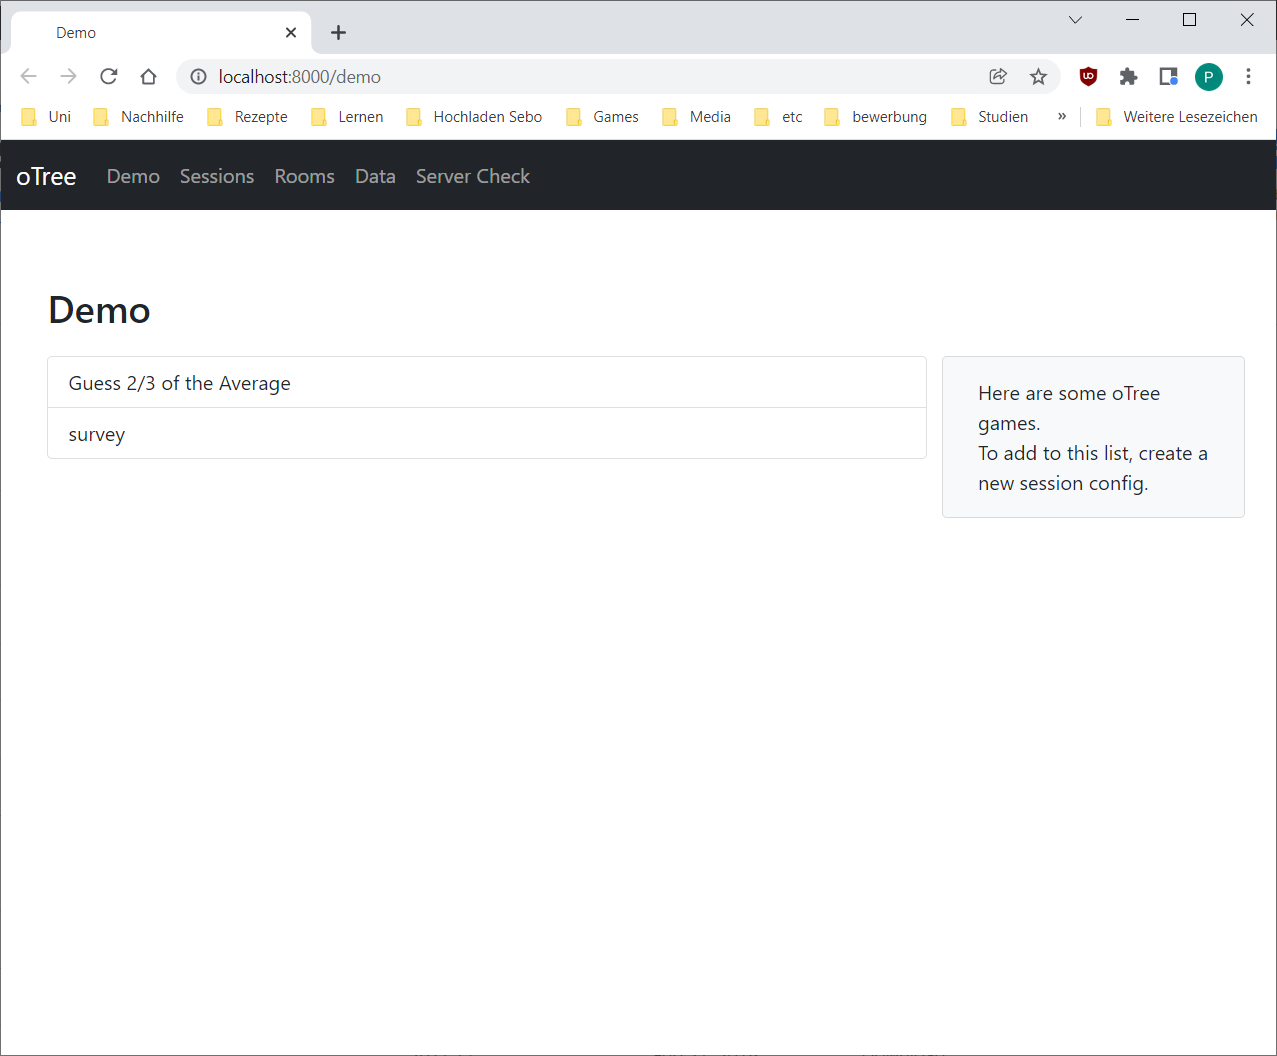 Demo
localhost:8000/demo
P
Uni Nachhilfe Rezepte Lernen Hochladen Sebo Games Media etc bewerbung Studien » Weitere Lesezeichen
oTree Demo Sessions Rooms Data Server Check
Demo
Guess 2/3 of the Average
survey
Here are some oTree
games.
To add to this list, create a
new session config.